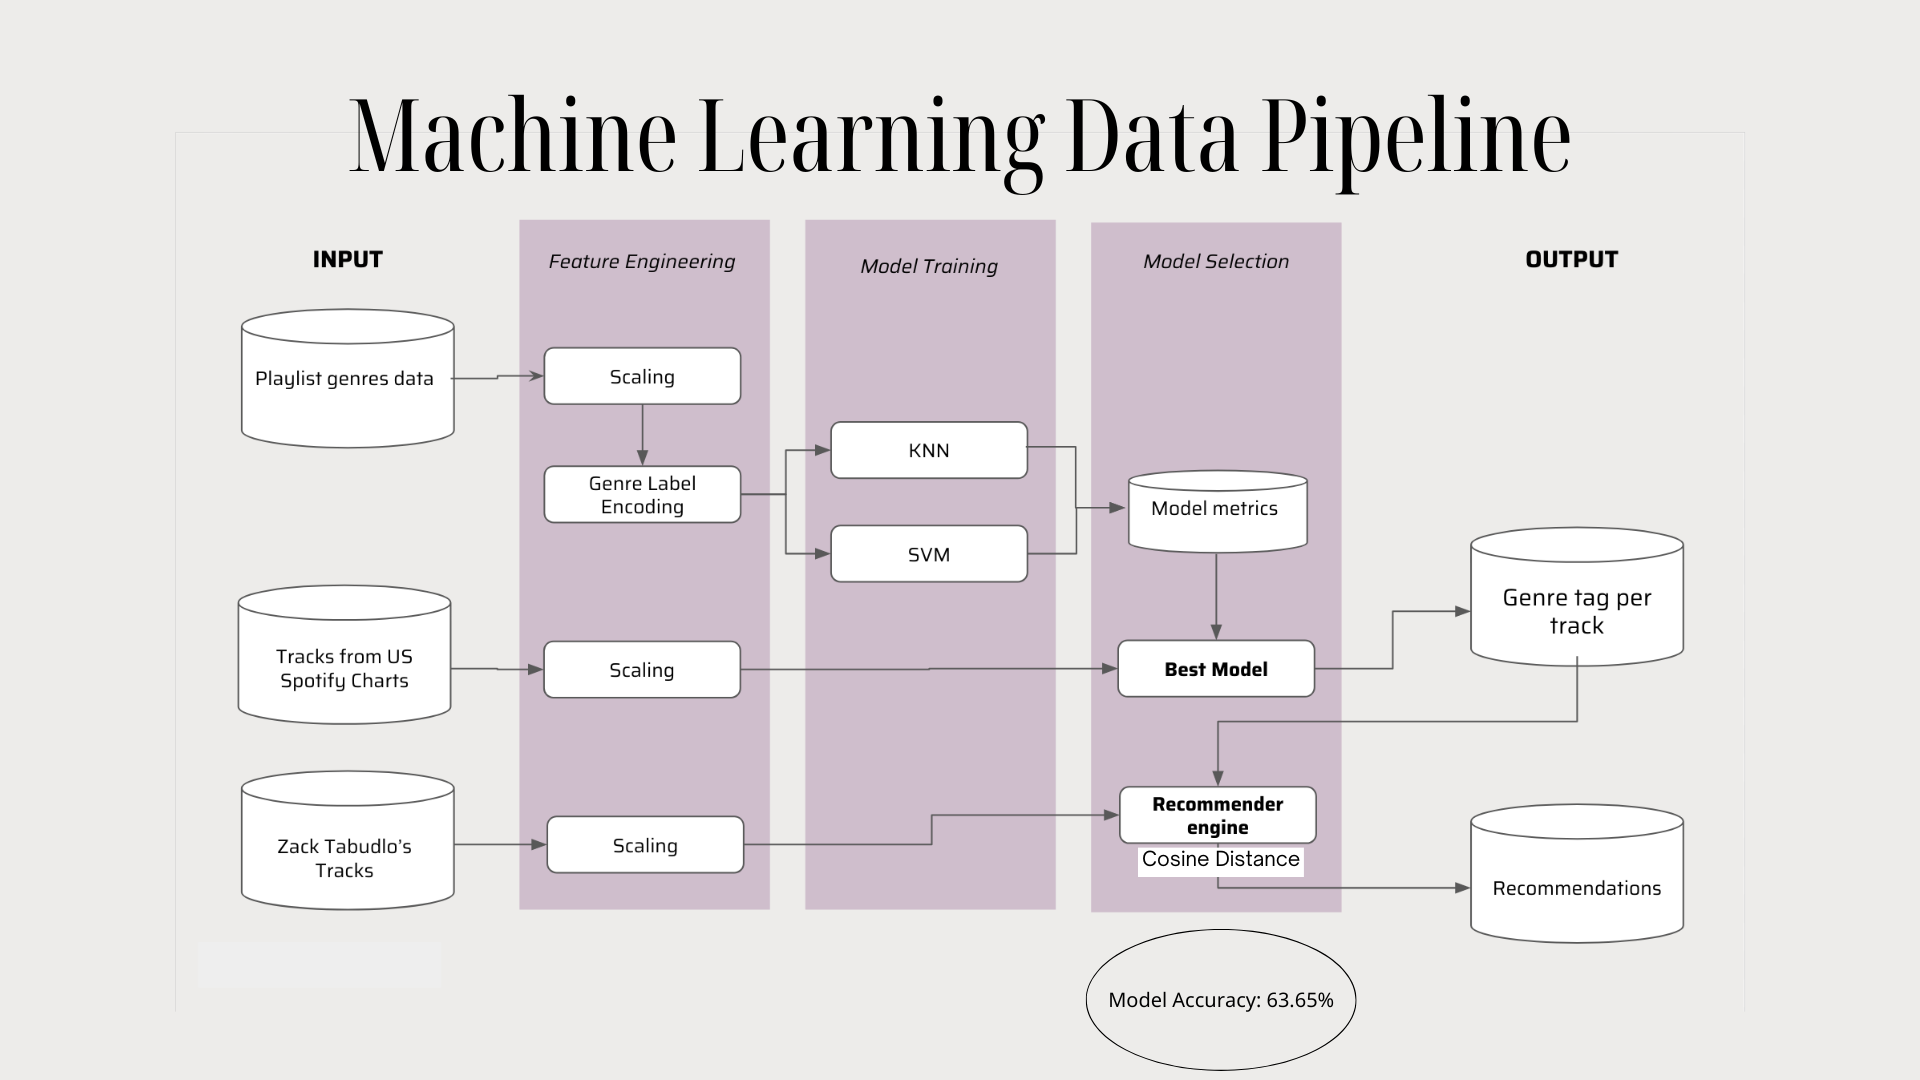 Machine Learning Data Pipeline
INPUT
Feature Engineering
Model Training
Model Selection
OUTPUT
Playlist genres data
Scaling
Genre Label
Encoding
KNN
SVM
Model metrics
Genre tag per
track
Tracks from US
Spotify Charts
Scaling
Best Model
Zack Tabudlo’s
Tracks
Scaling
Recommender
engine
Cosine Distance
Recommendations
Model Accuracy: 63.65%